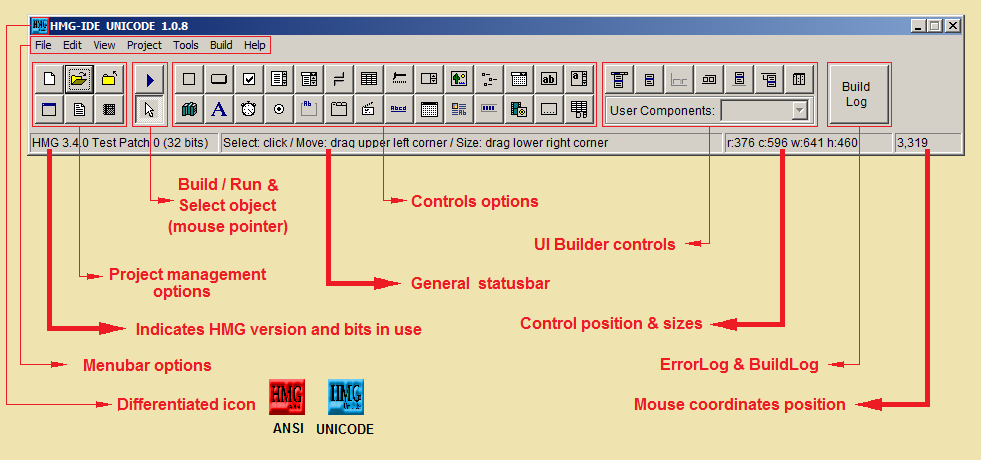 HMG-IDE UNICODE 1.0.8
File Edit View Project Tools Build Help
User Components:
Build
Log
HMG 3.4.0 Test Patch 0 (32 bits)
Select: click / Move: drag upper left corner / Size: drag lower right corner
r:376 c:596 w:641 h:460
3,319
Build / Run &
Select object
(mouse pointer)
Controls options
UI Builder controls
Project management
options
General statusbar
Indicates HMG version and bits in use
Control position & sizes
Menubar options
ErrorLog & BuildLog
Differentiated icon
HMG
HMG
Unicode
Mouse coordinates position
ANSI
UNICODE